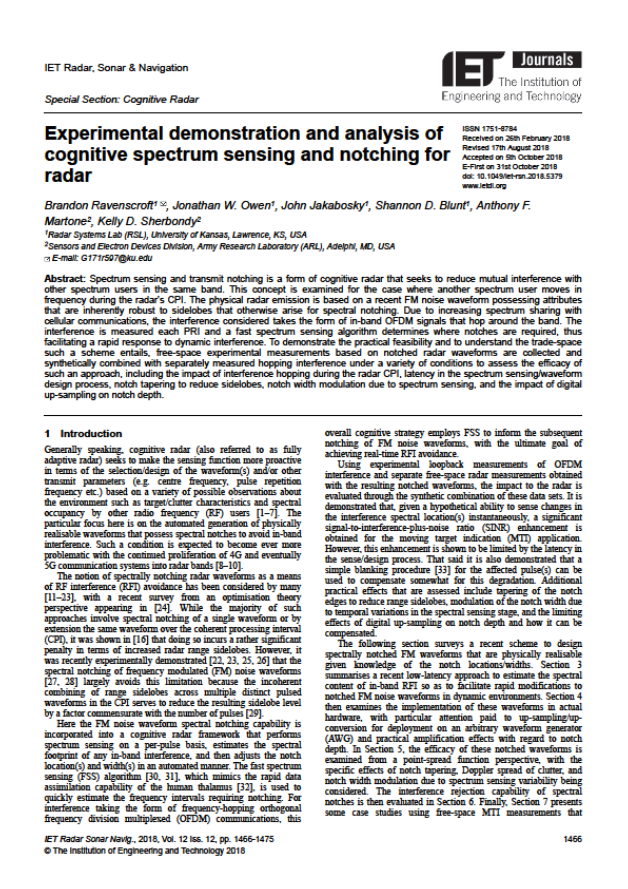 IET Radar, Sonar & Navigation
Special Section: Cognitive Radar
IET Journals
The Institution of
Engineering and Technology
Experimental demonstration and analysis of
cognitive spectrum sensing and notching for
radar
ISSN 1751-8784
Received on 26th February 2018
Revised 17th August 2018
Accepted on 5th October 2018
E-First on 31st October 2018
doi: 10.1049/iet-rsn.2018.5379
www.ietdl.org
Brandon Ravenscroft¹ ✉, Jonathan W. Owen¹, John Jakabosky¹, Shannon D. Blunt¹, Anthony F.
Martone², Kelly D. Sherbondy²
¹Radar Systems Lab (RSL), University of Kansas, Lawrence, KS, USA
²Sensors and Electron Devices Division, Army Research Laboratory (ARL), Adelphi, MD, USA
✉ E-mail: G171r597@ku.edu
Abstract: Spectrum sensing and transmit notching is a form of cognitive radar that seeks to reduce mutual interference with
other spectrum users in the same band. This concept is examined for the case where another spectrum user moves in
frequency during the radar's CPI. The physical radar emission is based on a recent FM noise waveform possessing attributes
that are inherently robust to sidelobes that otherwise arise for spectral notching. Due to increasing spectrum sharing with
cellular communications, the interference considered takes the form of in-band OFDM signals that hop around the band. The
interference is measured each PRI and a fast spectrum sensing algorithm determines where notches are required, thus
facilitating a rapid response to dynamic interference. To demonstrate the practical feasibility and to understand the trade-space
such a scheme entails, free-space experimental measurements based on notched radar waveforms are collected and
synthetically combined with separately measured hopping interference under a variety of conditions to assess the efficacy of
such an approach, including the impact of interference hopping during the radar CPI, latency in the spectrum sensing/waveform
design process, notch tapering to reduce sidelobes, notch width modulation due to spectrum sensing, and the impact of digital
up-sampling on notch depth.
1 Introduction
Generally speaking, cognitive radar (also referred to as fully
adaptive radar) seeks to make the sensing function more proactive
in terms of the selection/design of the waveform(s) and/or other
transmit parameters (e.g. centre frequency, pulse repetition
frequency etc.) based on a variety of possible observations about
the environment such as target/clutter characteristics and spectral
occupancy by other radio frequency (RF) users [1–7]. The
particular focus here is on the automated generation of physically
realisable waveforms that possess spectral notches to avoid in-band
interference. Such a condition is expected to become ever more
problematic with the continued proliferation of 4G and eventually
5G communication systems into radar bands [8–10].
The notion of spectrally notching radar waveforms as a means
of RF interference (RFI) avoidance has been considered by many
[11–23], with a recent survey from an optimisation theory
perspective appearing in [24]. While the majority of such
approaches involve spectral notching of a single waveform or by
extension the same waveform over the coherent processing interval
(CPI), it was shown in [16] that doing so incurs a rather significant
penalty in terms of increased radar range sidelobes. However, it
was recently experimentally demonstrated [22, 23, 25, 26] that the
spectral notching of frequency modulated (FM) noise waveforms
[27, 28] largely avoids this limitation because the incoherent
combining of range sidelobes across multiple distinct pulsed
waveforms in the CPI serves to reduce the resulting sidelobe level
by a factor commensurate with the number of pulses [29].
Here the FM noise waveform spectral notching capability is
incorporated into a cognitive radar framework that performs
spectrum sensing on a per-pulse basis, estimates the spectral
footprint of any in-band interference, and then adjusts the notch
location(s) and width(s) in an automated manner. The fast spectrum
sensing (FSS) algorithm [30, 31], which mimics the rapid data
assimilation capability of the human thalamus [32], is used to
quickly estimate the frequency intervals requiring notching. For
interference taking the form of frequency-hopping orthogonal
frequency division multiplexed (OFDM) communications, this
overall cognitive strategy employs FSS to inform the subsequent
notching of FM noise waveforms, with the ultimate goal of
achieving real-time RFI avoidance.
Using experimental loopback measurements of OFDM
interference and separate free-space radar measurements obtained
with the resulting notched waveforms, the impact to the radar is
evaluated through the synthetic combination of these data sets. It is
demonstrated that, given a hypothetical ability to sense changes in
the interference spectral location(s) instantaneously, a significant
signal-to-interference-plus-noise ratio (SINR) enhancement is
obtained for the moving target indication (MTI) application.
However, this enhancement is shown to be limited by the latency in
the sense/design process. That said it is also demonstrated that a
simple blanking procedure [33] for the affected pulse(s) can be
used to compensate somewhat for this degradation. Additional
practical effects that are assessed include tapering of the notch
edges to reduce range sidelobes, modulation of the notch width due
to temporal variations in the spectral sensing stage, and the limiting
effects of digital up-sampling on notch depth and how it can be
compensated.
The following section surveys a recent scheme to design
spectrally notched FM waveforms that are physically realisable
given knowledge of the notch locations/widths. Section 3
summarises a recent low-latency approach to estimate the spectral
content of in-band RFI so as to facilitate rapid modifications to
notched FM noise waveforms in dynamic environments. Section 4
then examines the implementation of these waveforms in actual
hardware, with particular attention paid to up-sampling/up-
conversion for deployment on an arbitrary waveform generator
(AWG) and practical amplification effects with regard to notch
depth. In Section 5, the efficacy of these notched waveforms is
examined from a point-spread function perspective, with the
specific effects of notch tapering, Doppler spread of clutter, and
notch width modulation due to spectrum sensing variability being
considered. The interference rejection capability of spectral
notches is then evaluated in Section 6. Finally, Section 7 presents
some case studies using free-space MTI measurements that
IET Radar Sonar Navig., 2018, Vol. 12 Iss. 12, pp. 1466-1475
© The Institution of Engineering and Technology 2018
1466